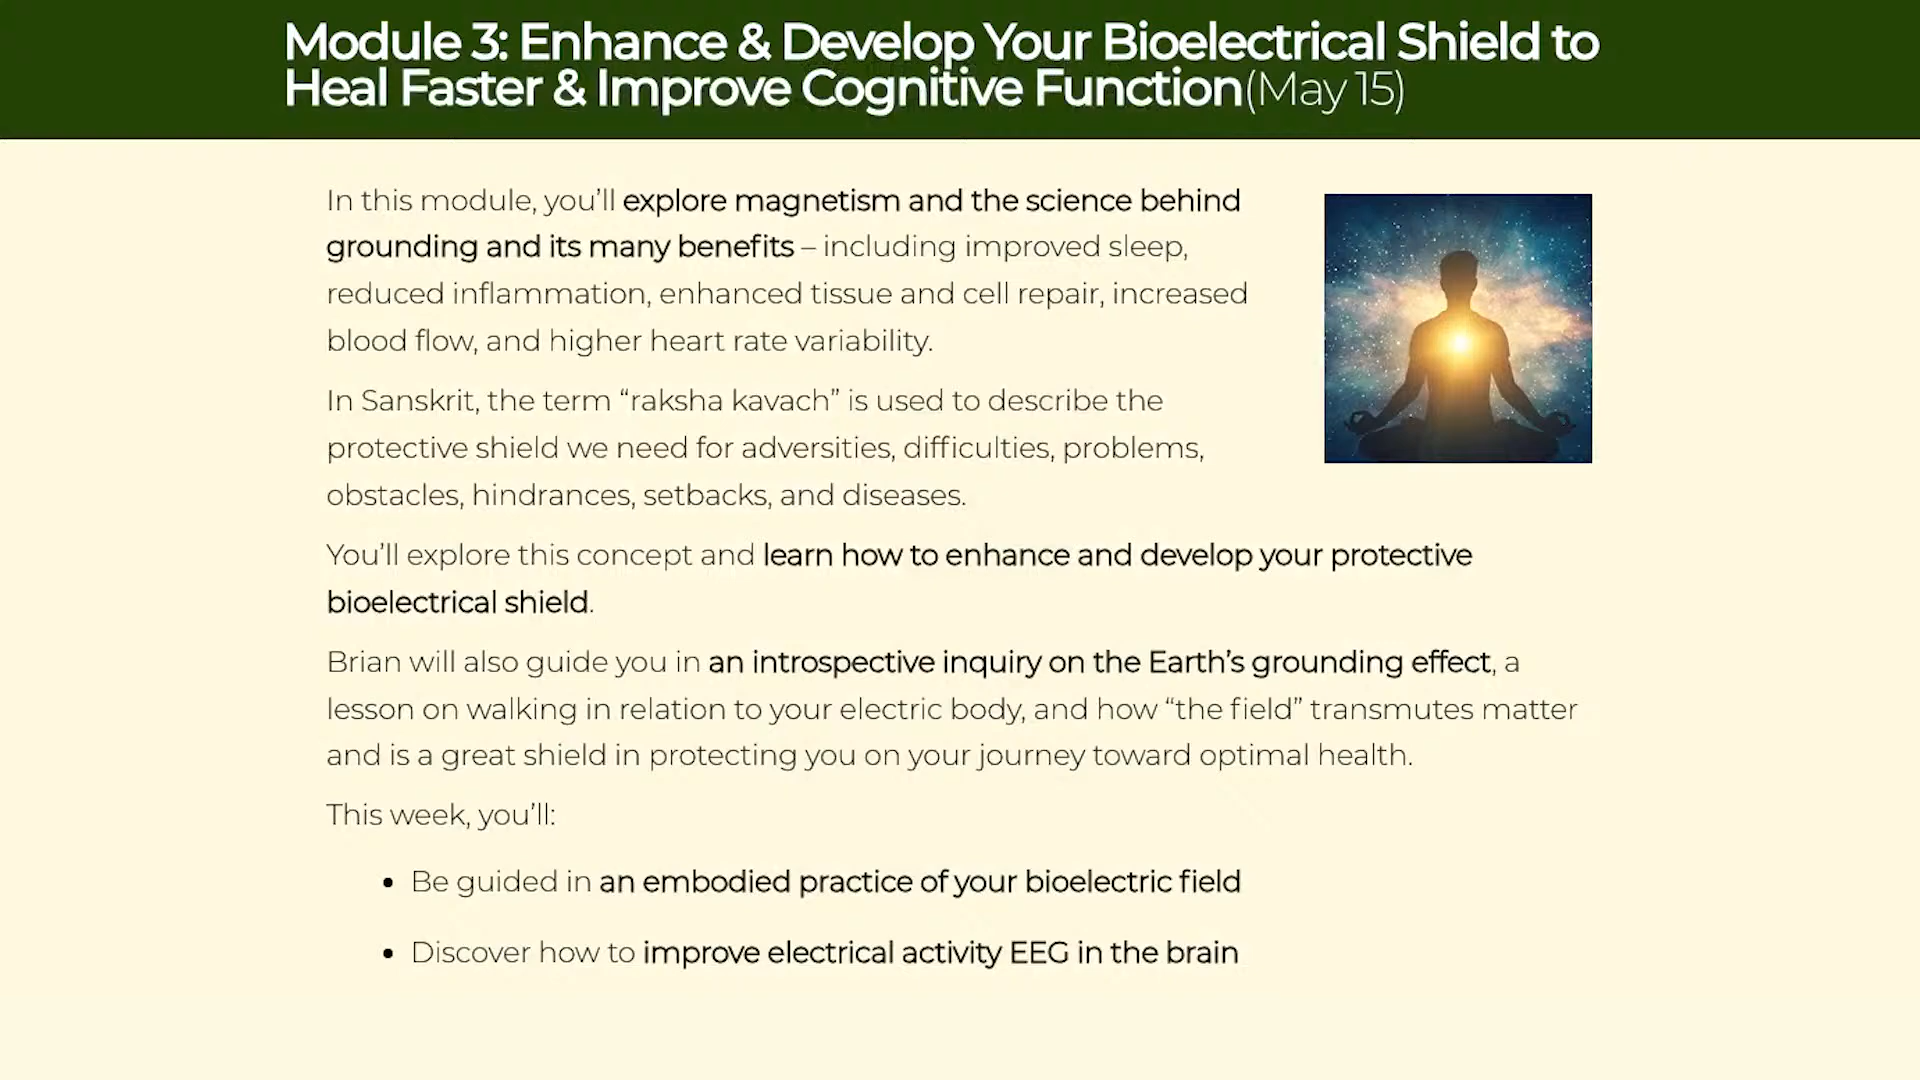 Module 3: Enhance & Develop Your Bioelectrical Shield to
Heal Faster & Improve Cognitive Function(May 15)
In this module, you’ll explore magnetism and the science behind
grounding and its many benefits – including improved sleep,
reduced inflammation, enhanced tissue and cell repair, increased
blood flow, and higher heart rate variability.
In Sanskrit, the term “raksha kavach” is used to describe the
protective shield we need for adversities, difficulties, problems,
obstacles, hindrances, setbacks, and diseases.
You’ll explore this concept and learn how to enhance and develop your protective
bioelectrical shield.
Brian will also guide you in an introspective inquiry on the Earth’s grounding effect, a
lesson on walking in relation to your electric body, and how “the field” transmutes matter
and is a great shield in protecting you on your journey toward optimal health.
This week, you’ll:
• Be guided in an embodied practice of your bioelectric field
• Discover how to improve electrical activity EEG in the brain